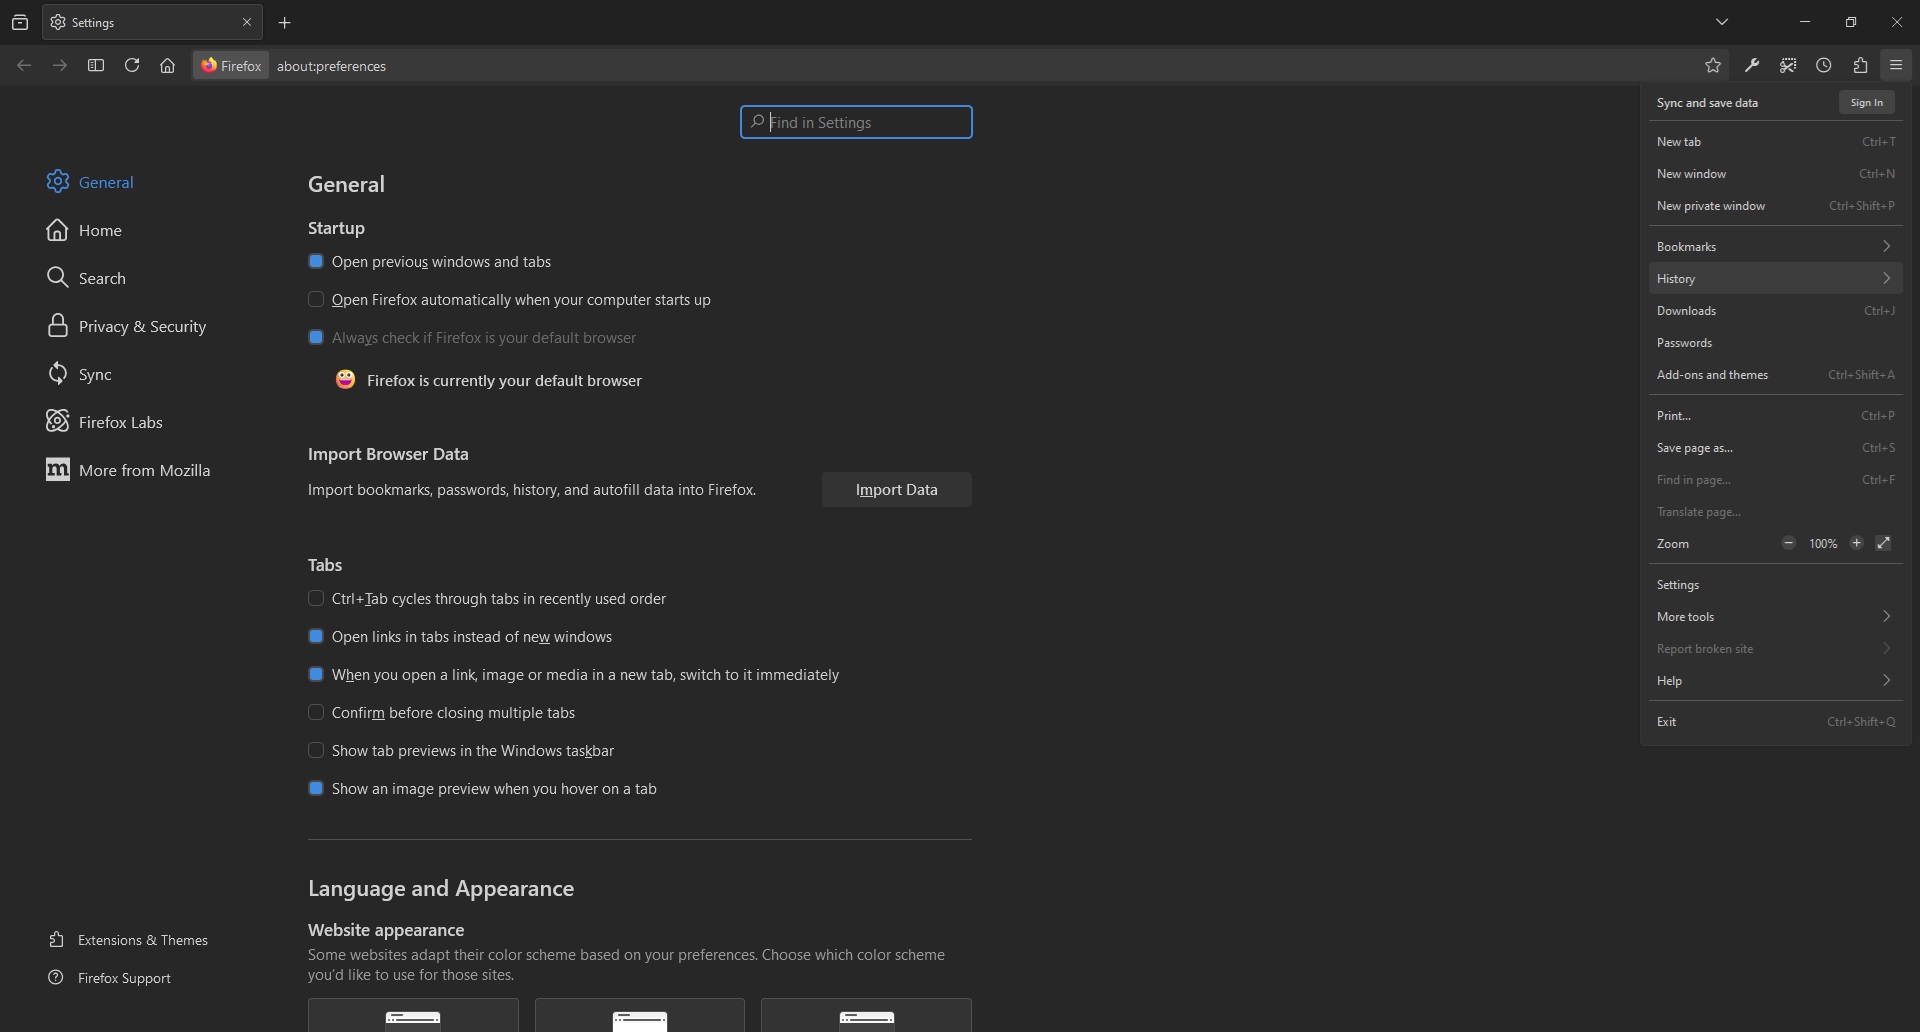 Settings
Firefox about:preferences
Find in Settings
General
Home
Search
Privacy & Security
Sync
Firefox Labs
More from Mozilla
Extensions & Themes
Firefox Support
General
Startup
Open previous windows and tabs
Open Firefox automatically when your computer starts up
Always check if Firefox is your default browser
Firefox is currently your default browser
Import Browser Data
Import bookmarks, passwords, history, and autofill data into Firefox.
Import Data
Tabs
Ctrl+Tab cycles through tabs in recently used order
Open links in tabs instead of new windows
When you open a link, image or media in a new tab, switch to it immediately
Confirm before closing multiple tabs
Show tab previews in the Windows taskbar
Show an image preview when you hover on a tab
Language and Appearance
Website appearance
Some websites adapt their color scheme based on your preferences. Choose which color scheme
you'd like to use for those sites.
Sync and save data Sign In
New tab Ctrl+T
New window Ctrl+N
New private window Ctrl+Shift+P
Bookmarks
History
Downloads Ctrl+J
Passwords
Add-ons and themes Ctrl+Shift+A
Print... Ctrl+P
Save page as... Ctrl+S
Find in page... Ctrl+F
Translate page...
Zoom 100%
Settings
More tools
Report broken site
Help
Exit Ctrl+Shift+Q